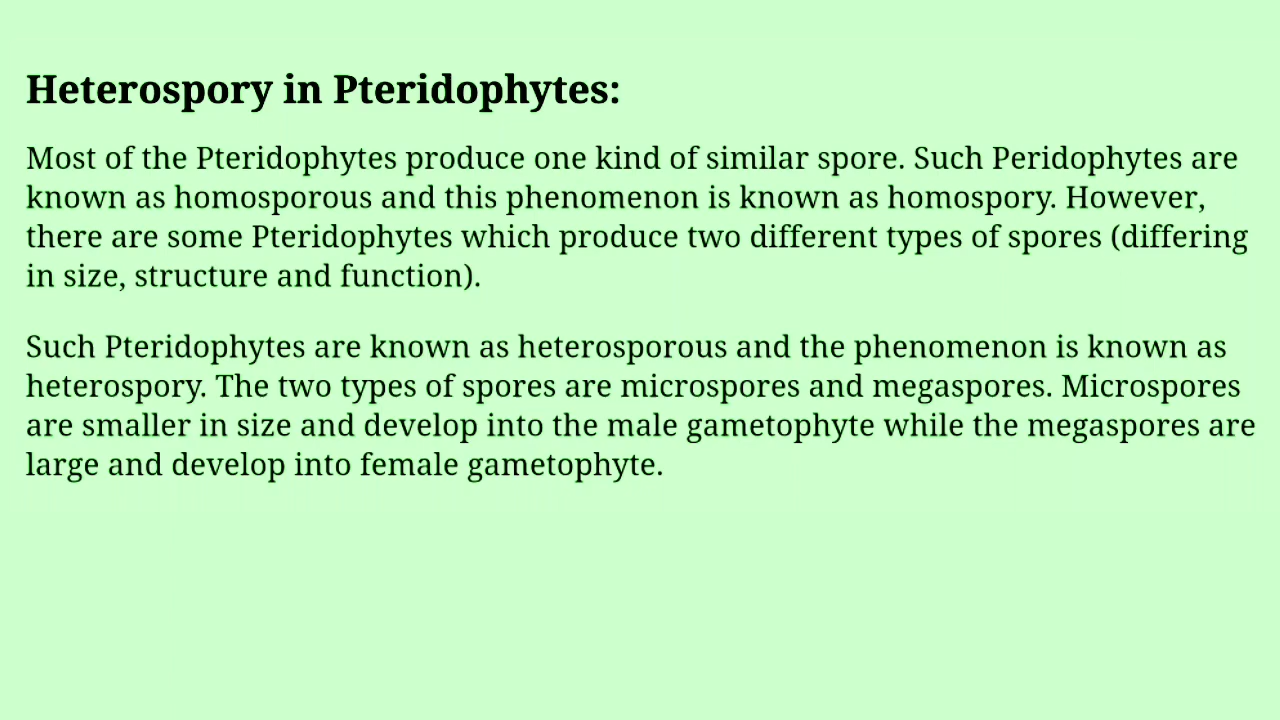 Heterospory in Pteridophytes:
Most of the Pteridophytes produce one kind of similar spore. Such Peridophytes are
known as homosporous and this phenomenon is known as homospory. However,
there are some Pteridophytes which produce two different types of spores (differing
in size, structure and function).
Such Pteridophytes are known as heterosporous and the phenomenon is known as
heterospory. The two types of spores are microspores and megaspores. Microspores
are smaller in size and develop into the male gametophyte while the megaspores are
large and develop into female gametophyte.